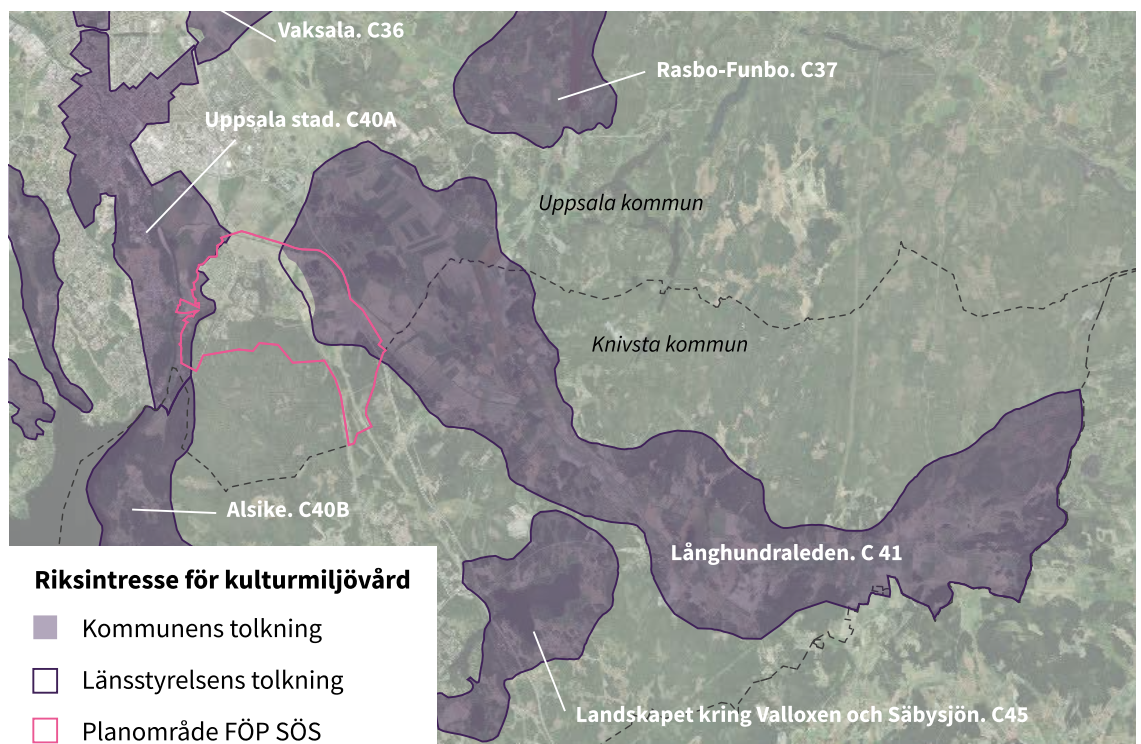 Vaksala. C36
Rasbo-Funbo. C37
Uppsala stad. C40A
Uppsala kommun
Knivsta kommun
Alsike. C40B
Långhundraleden. C 41
Landskapet kring Valloxen och Säbysjön. C45
Riksintresse för kulturmiljövård
Kommunens tolkning
Länsstyrelsens tolkning
Planområde FÖP SÖS